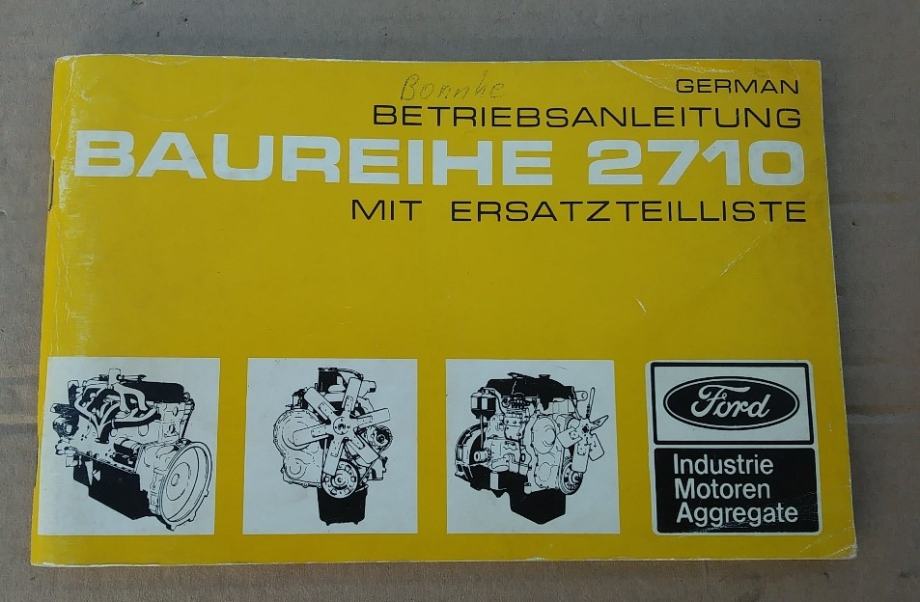 GERMAN
BETRIEBSANLEITUNG
BAUREIHE 2710
MIT ERSATZTEILLISTE
Ford
Industrie
Motoren
Aggregate